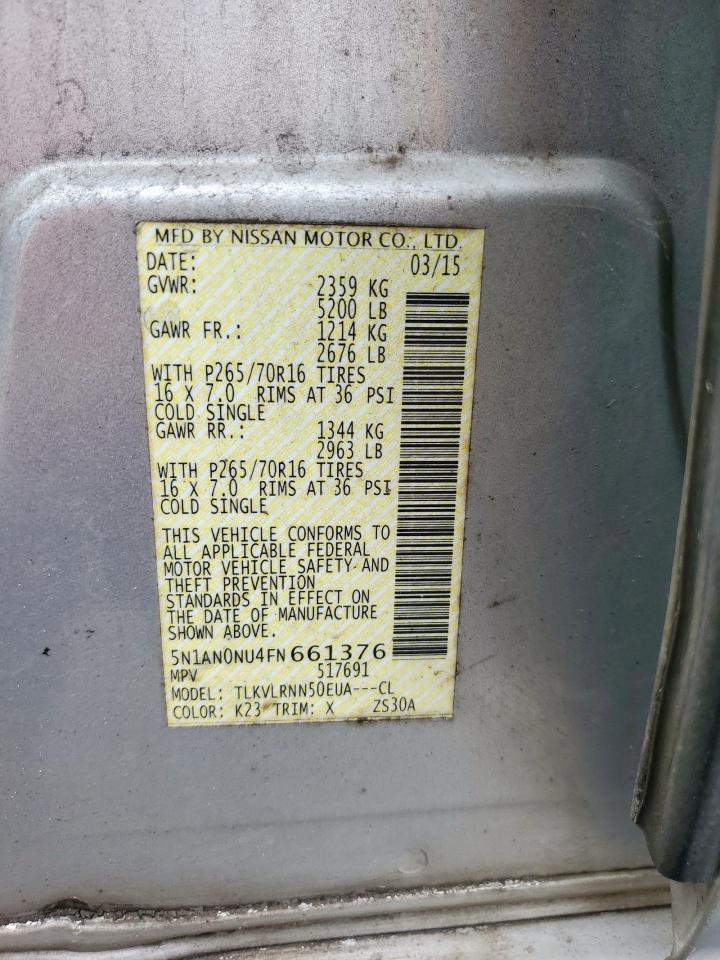 MFD BY NISSAN MOTOR CO., LTD.
DATE: 03/15
GVWR: 2359 KG
5200 LB
GAWR FR.: 1214 KG
2676 LB
WITH P265/70R16 TIRES
16 X 7.0 RIMS AT 36 PSI
COLD SINGLE
GAWR RR.: 1344 KG
2963 LB
WITH P265/70R16 TIRES
16 X 7.0 RIMS AT 36 PSI
COLD SINGLE
THIS VEHICLE CONFORMS TO
ALL APPLICABLE FEDERAL
MOTOR VEHICLE SAFETY AND
THEFT PREVENTION
STANDARDS IN EFFECT ON
THE DATE OF MANUFACTURE
SHOWN ABOVE.
5N1AN0NU4FN661376
MPV 517691
MODEL: TLKVLRNN50EUA---CL
COLOR: K23 TRIM: X ZS30A